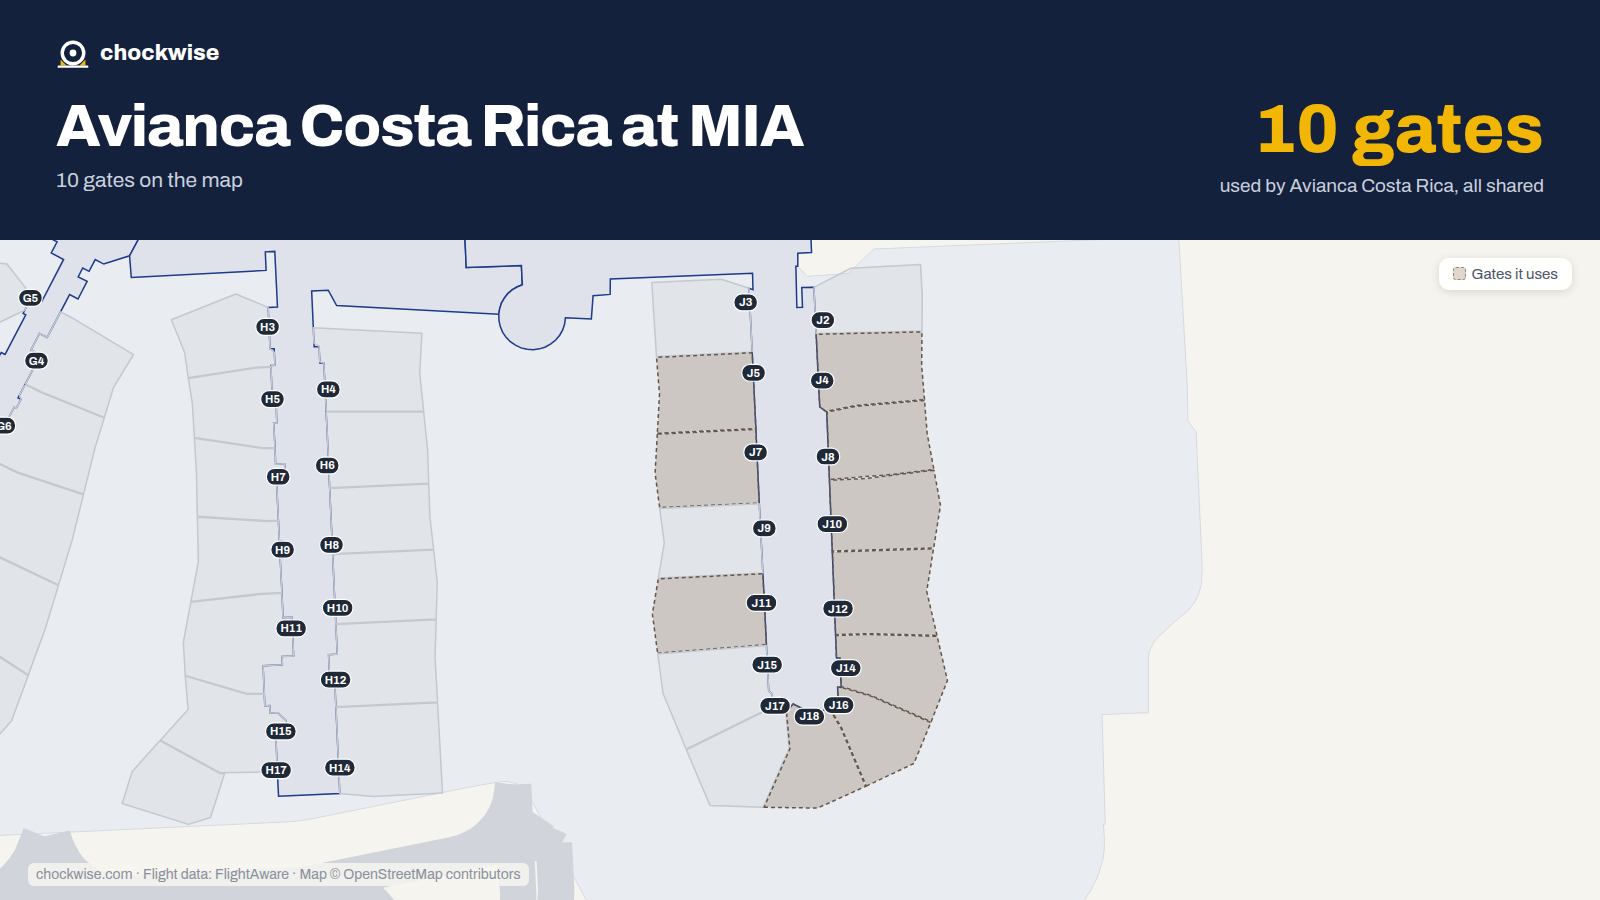 chockwise
Avianca Costa Rica at MIA
10 gates on the map
10 gates
used by Avianca Costa Rica, all shared
Gates it uses
G5
G4
G6
H3
H5
H7
H9
H11
H15
H17
H4
H6
H8
H10
H12
H14
J3
J5
J7
J9
J11
J15
J17
J18
J2
J4
J8
J10
J12
J14
J16
chockwise.com · Flight data: FlightAware · Map © OpenStreetMap contributors